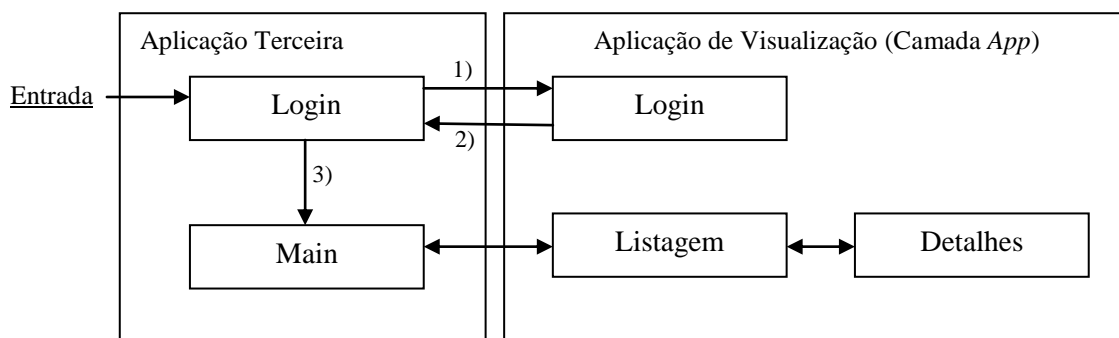 Aplicação Terceira
Aplicação de Visualização (Camada App)
Entrada
Login
1)
2)
Login
3)
Main
Listagem
Detalhes